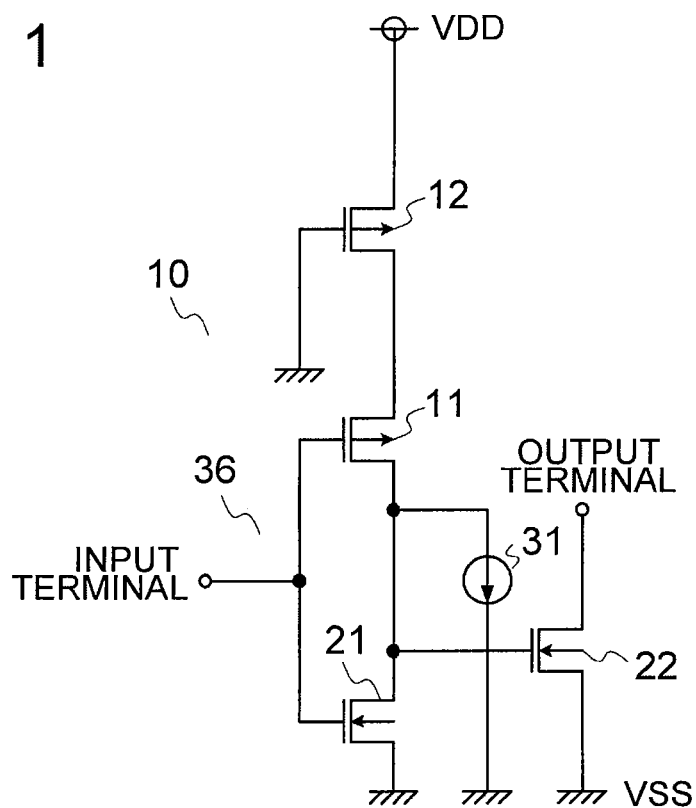 1
VDD
12
10
11
OUTPUT
TERMINAL
36
31
INPUT
TERMINAL
21
22
VSS